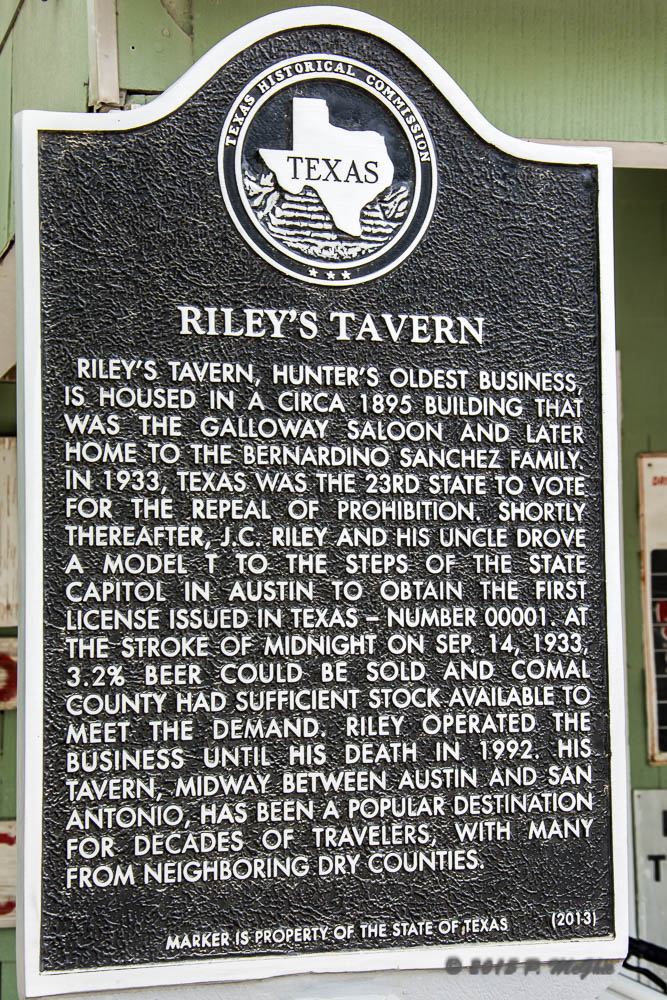 TEXAS HISTORICAL COMMISSION
TEXAS
RILEY'S TAVERN
RILEY'S TAVERN, HUNTER'S OLDEST BUSINESS,
IS HOUSED IN A CIRCA 1895 BUILDING THAT
WAS THE GALLOWAY SALOON AND LATER
HOME TO THE BERNARDINO SANCHEZ FAMILY.
IN 1933, TEXAS WAS THE 23RD STATE TO VOTE
FOR THE REPEAL OF PROHIBITION. SHORTLY
THEREAFTER, J.C. RILEY AND HIS UNCLE DROVE
A MODEL T TO THE STEPS OF THE STATE
CAPITOL IN AUSTIN TO OBTAIN THE FIRST
LICENSE ISSUED IN TEXAS – NUMBER 00001. AT
THE STROKE OF MIDNIGHT ON SEP. 14, 1933,
3.2% BEER COULD BE SOLD AND COMAL
COUNTY HAD SUFFICIENT STOCK AVAILABLE TO
MEET THE DEMAND. RILEY OPERATED THE
BUSINESS UNTIL HIS DEATH IN 1992. HIS
TAVERN, MIDWAY BETWEEN AUSTIN AND SAN
ANTONIO, HAS BEEN A POPULAR DESTINATION
FOR DECADES OF TRAVELERS, WITH MANY
FROM NEIGHBORING DRY COUNTIES.
(2013)
MARKER IS PROPERTY OF THE STATE OF TEXAS